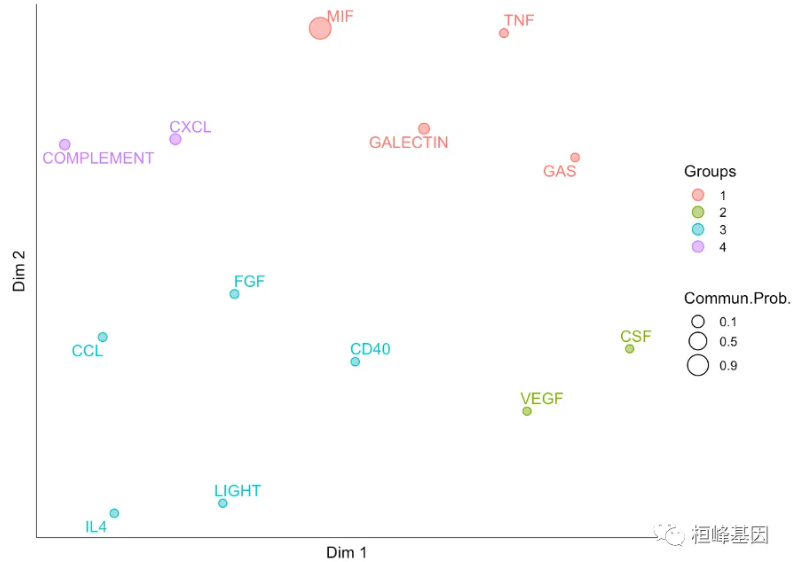 MIF
TNF
CXCL
GALECTIN
COMPLEMENT
GAS
Groups
1
2
3
4
Dim 2
FGF
Commun.Prob.
0.1
0.5
0.9
CSF
CCL
CD40
VEGF
LIGHT
IL4
桓峰基因
Dim 1